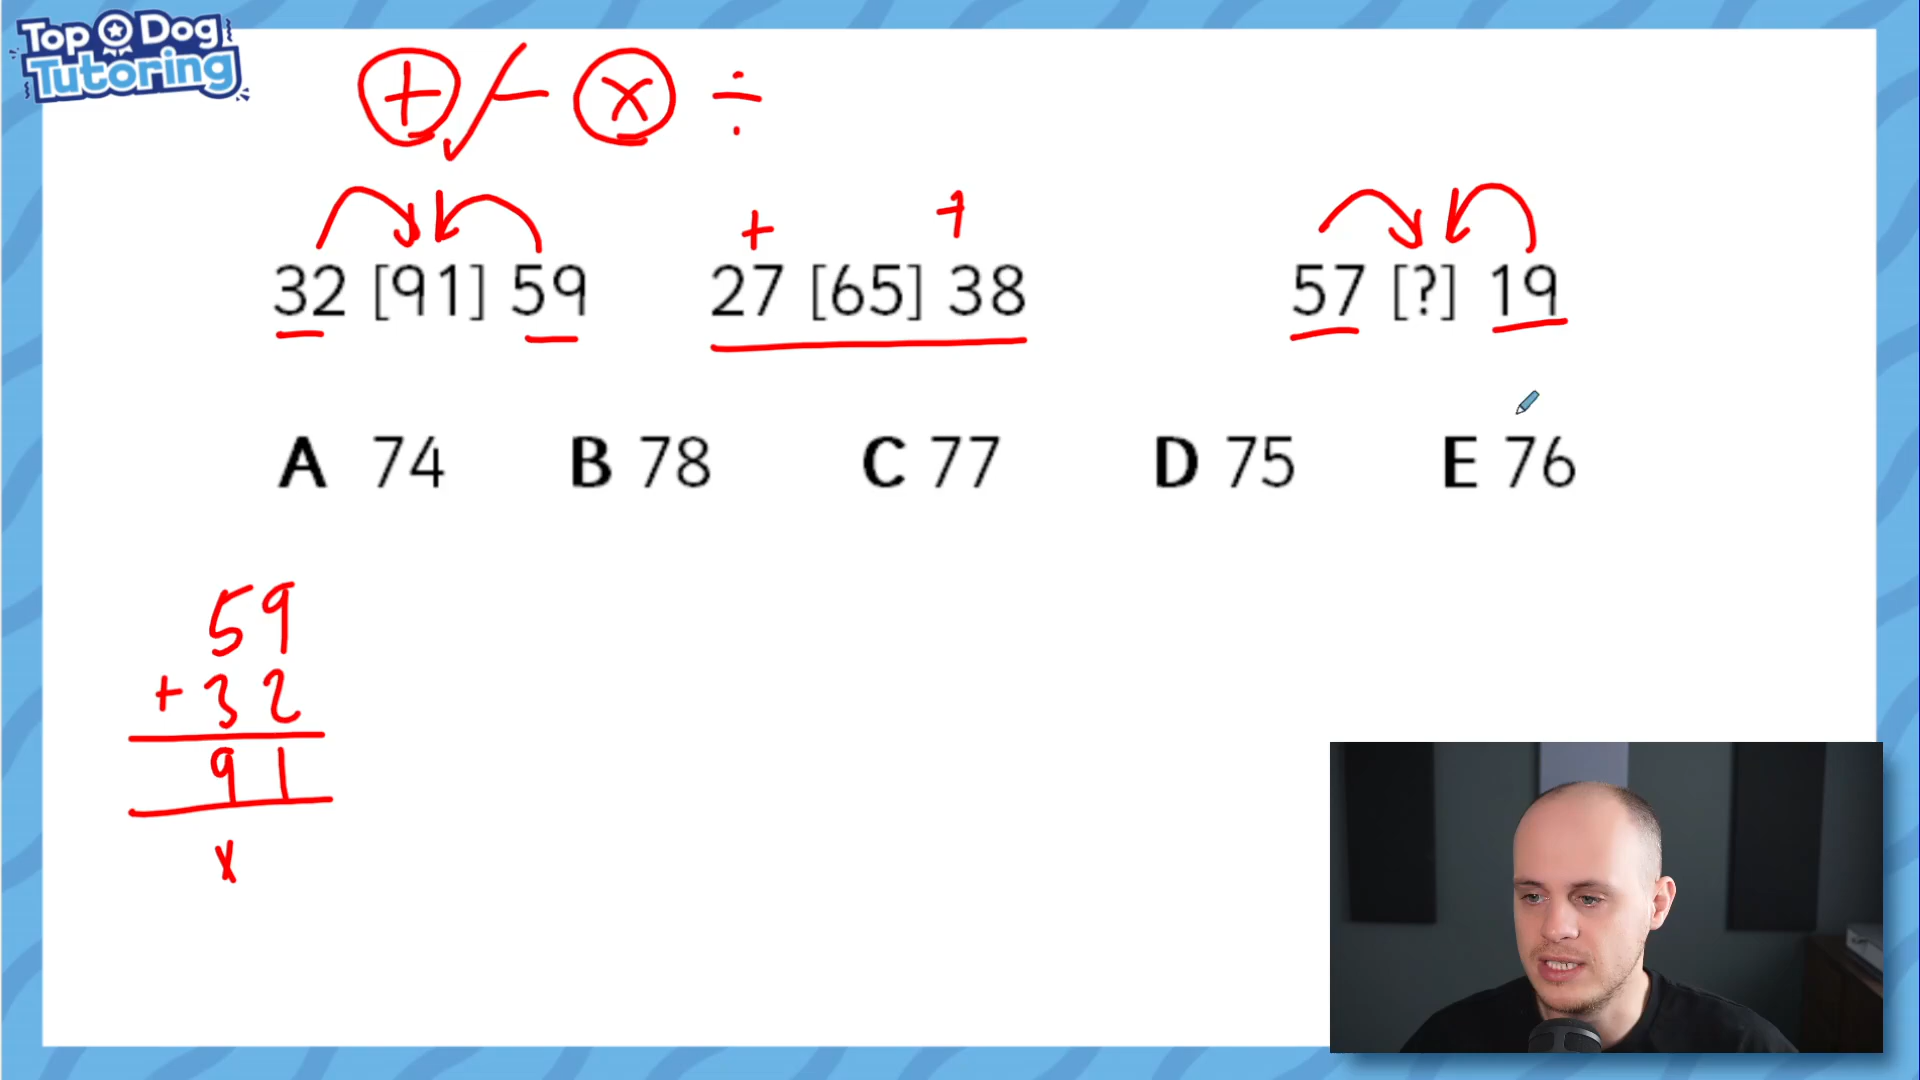 Top Dog
Tutoring
+ - × ÷
+ +
32 [91] 59 27 [65] 38 57 [?] 19
A 74 B 78 C 77 D 75 E 76
59
+ 32
91